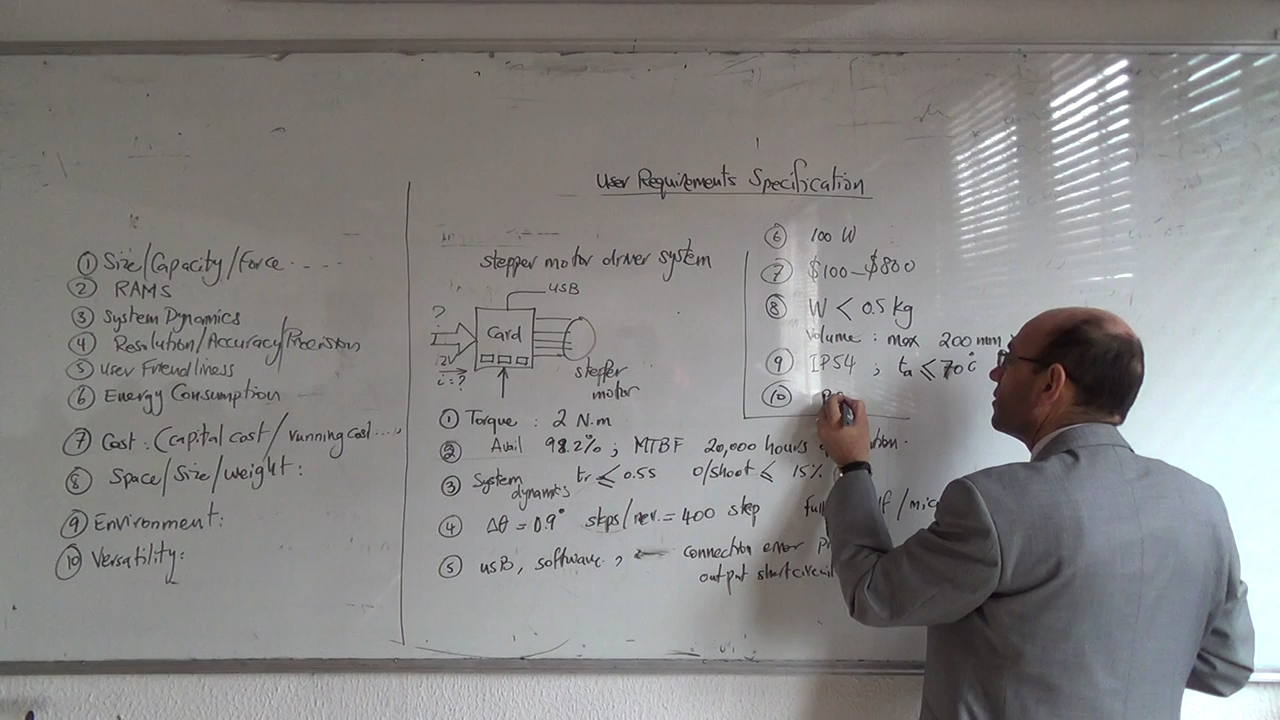 User Requirements Specification
① Size/Capacity/Force - - - -
② RAMS
③ System Dynamics
④ Resolution/Accuracy/Precision
⑤ User Friendliness
⑥ Energy Consumption
⑦ Cost: (capital cost/running cost....,
⑧ Space/Size/weight:
⑨ Environment:
⑩ Versatility:
stepper motor driver system
USB
?
Card
12V
i=?
stepper
motor
① Torque : 2 N.m
② Avail 98.2% ; MTBF 20,000 hours
③ System dynamics tr ≤ 0.5s o/shoot ≤ 15%
④ Δθ = 0.9° steps/rev. = 400 step
⑤ USB, software, connection error
output short circuit
⑥ 100 W
⑦ $100-$800
⑧ W < 0.5 kg
Volume : max 200 mm
⑨ IP54 ; ta ≤ 70°C
⑩